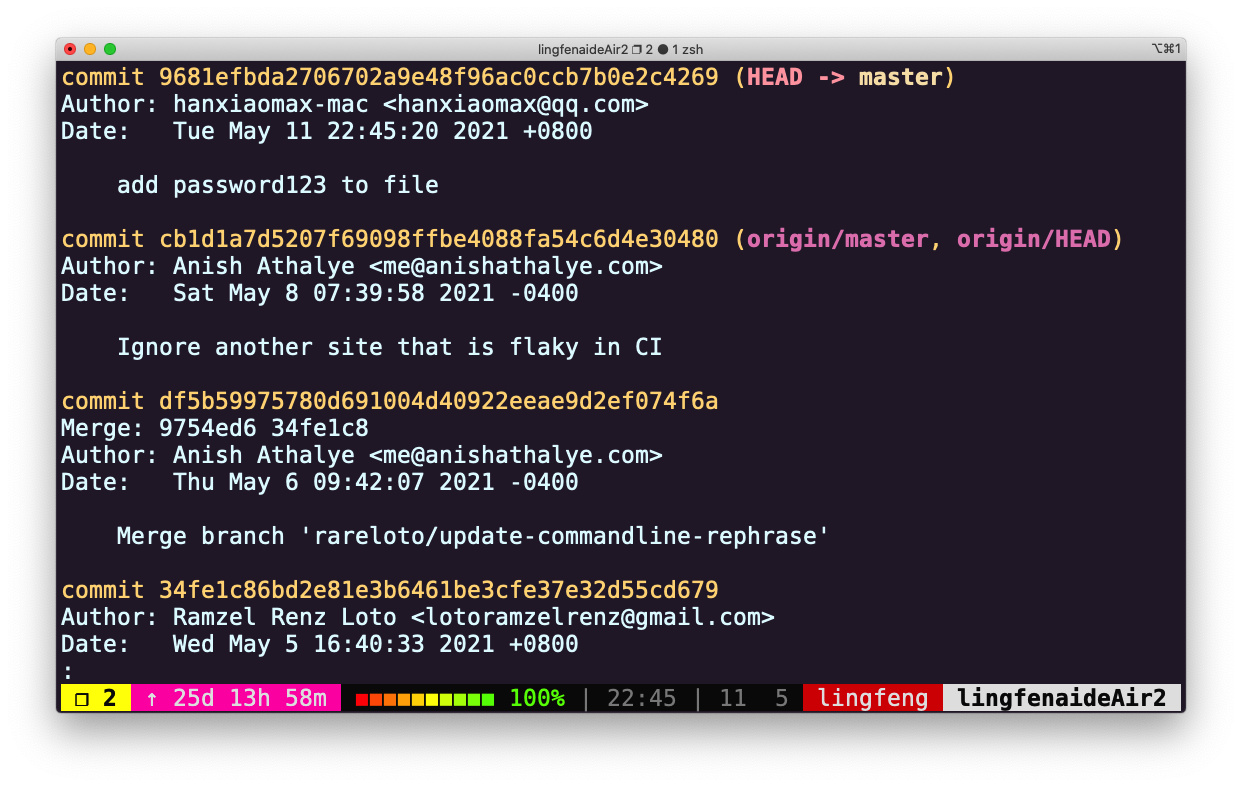 lingfenaideAir2 ❐ 2 ● 1 zsh
⌥⌘1
commit 9681efbda2706702a9e48f96ac0ccb7b0e2c4269 (HEAD -> master)
Author: hanxiaomax-mac <hanxiaomax@qq.com>
Date:   Tue May 11 22:45:20 2021 +0800
    add password123 to file
commit cb1d1a7d5207f69098ffbe4088fa54c6d4e30480 (origin/master, origin/HEAD)
Author: Anish Athalye <me@anishathalye.com>
Date:   Sat May 8 07:39:58 2021 -0400
    Ignore another site that is flaky in CI
commit df5b59975780d691004d40922eeae9d2ef074f6a
Merge: 9754ed6 34fe1c8
Author: Anish Athalye <me@anishathalye.com>
Date:   Thu May 6 09:42:07 2021 -0400
    Merge branch 'rareloto/update-commandline-rephrase'
commit 34fe1c86bd2e81e3b6461be3cfe37e32d55cd679
Author: Ramzel Renz Loto <lotoramzelrenz@gmail.com>
Date:   Wed May 5 16:40:33 2021 +0800
:
❐ 2 ↑ 25d 13h 58m 100% | 22:45 | 11 5 lingfeng lingfenaideAir2